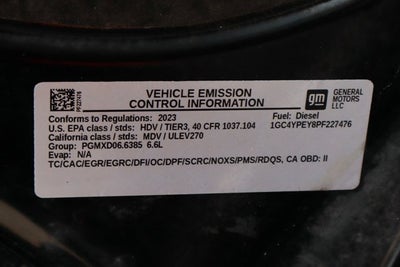 VEHICLE EMISSION
CONTROL INFORMATION
gm GENERAL
MOTORS
LLC
PF227476
Conforms to Regulations: 2023
Fuel: Diesel
U.S. EPA class / stds: HDV / TIER3, 40 CFR 1037.104
1GC4YPEY8PF227476
California class / stds: MDV / ULEV270
Group: PGMXD06.6385 6.6L
Evap: N/A
TC/CAC/EGR/EGRC/DFI/OC/DPF/SCRC/NOXS/PMS/RDQS, CA OBD: II